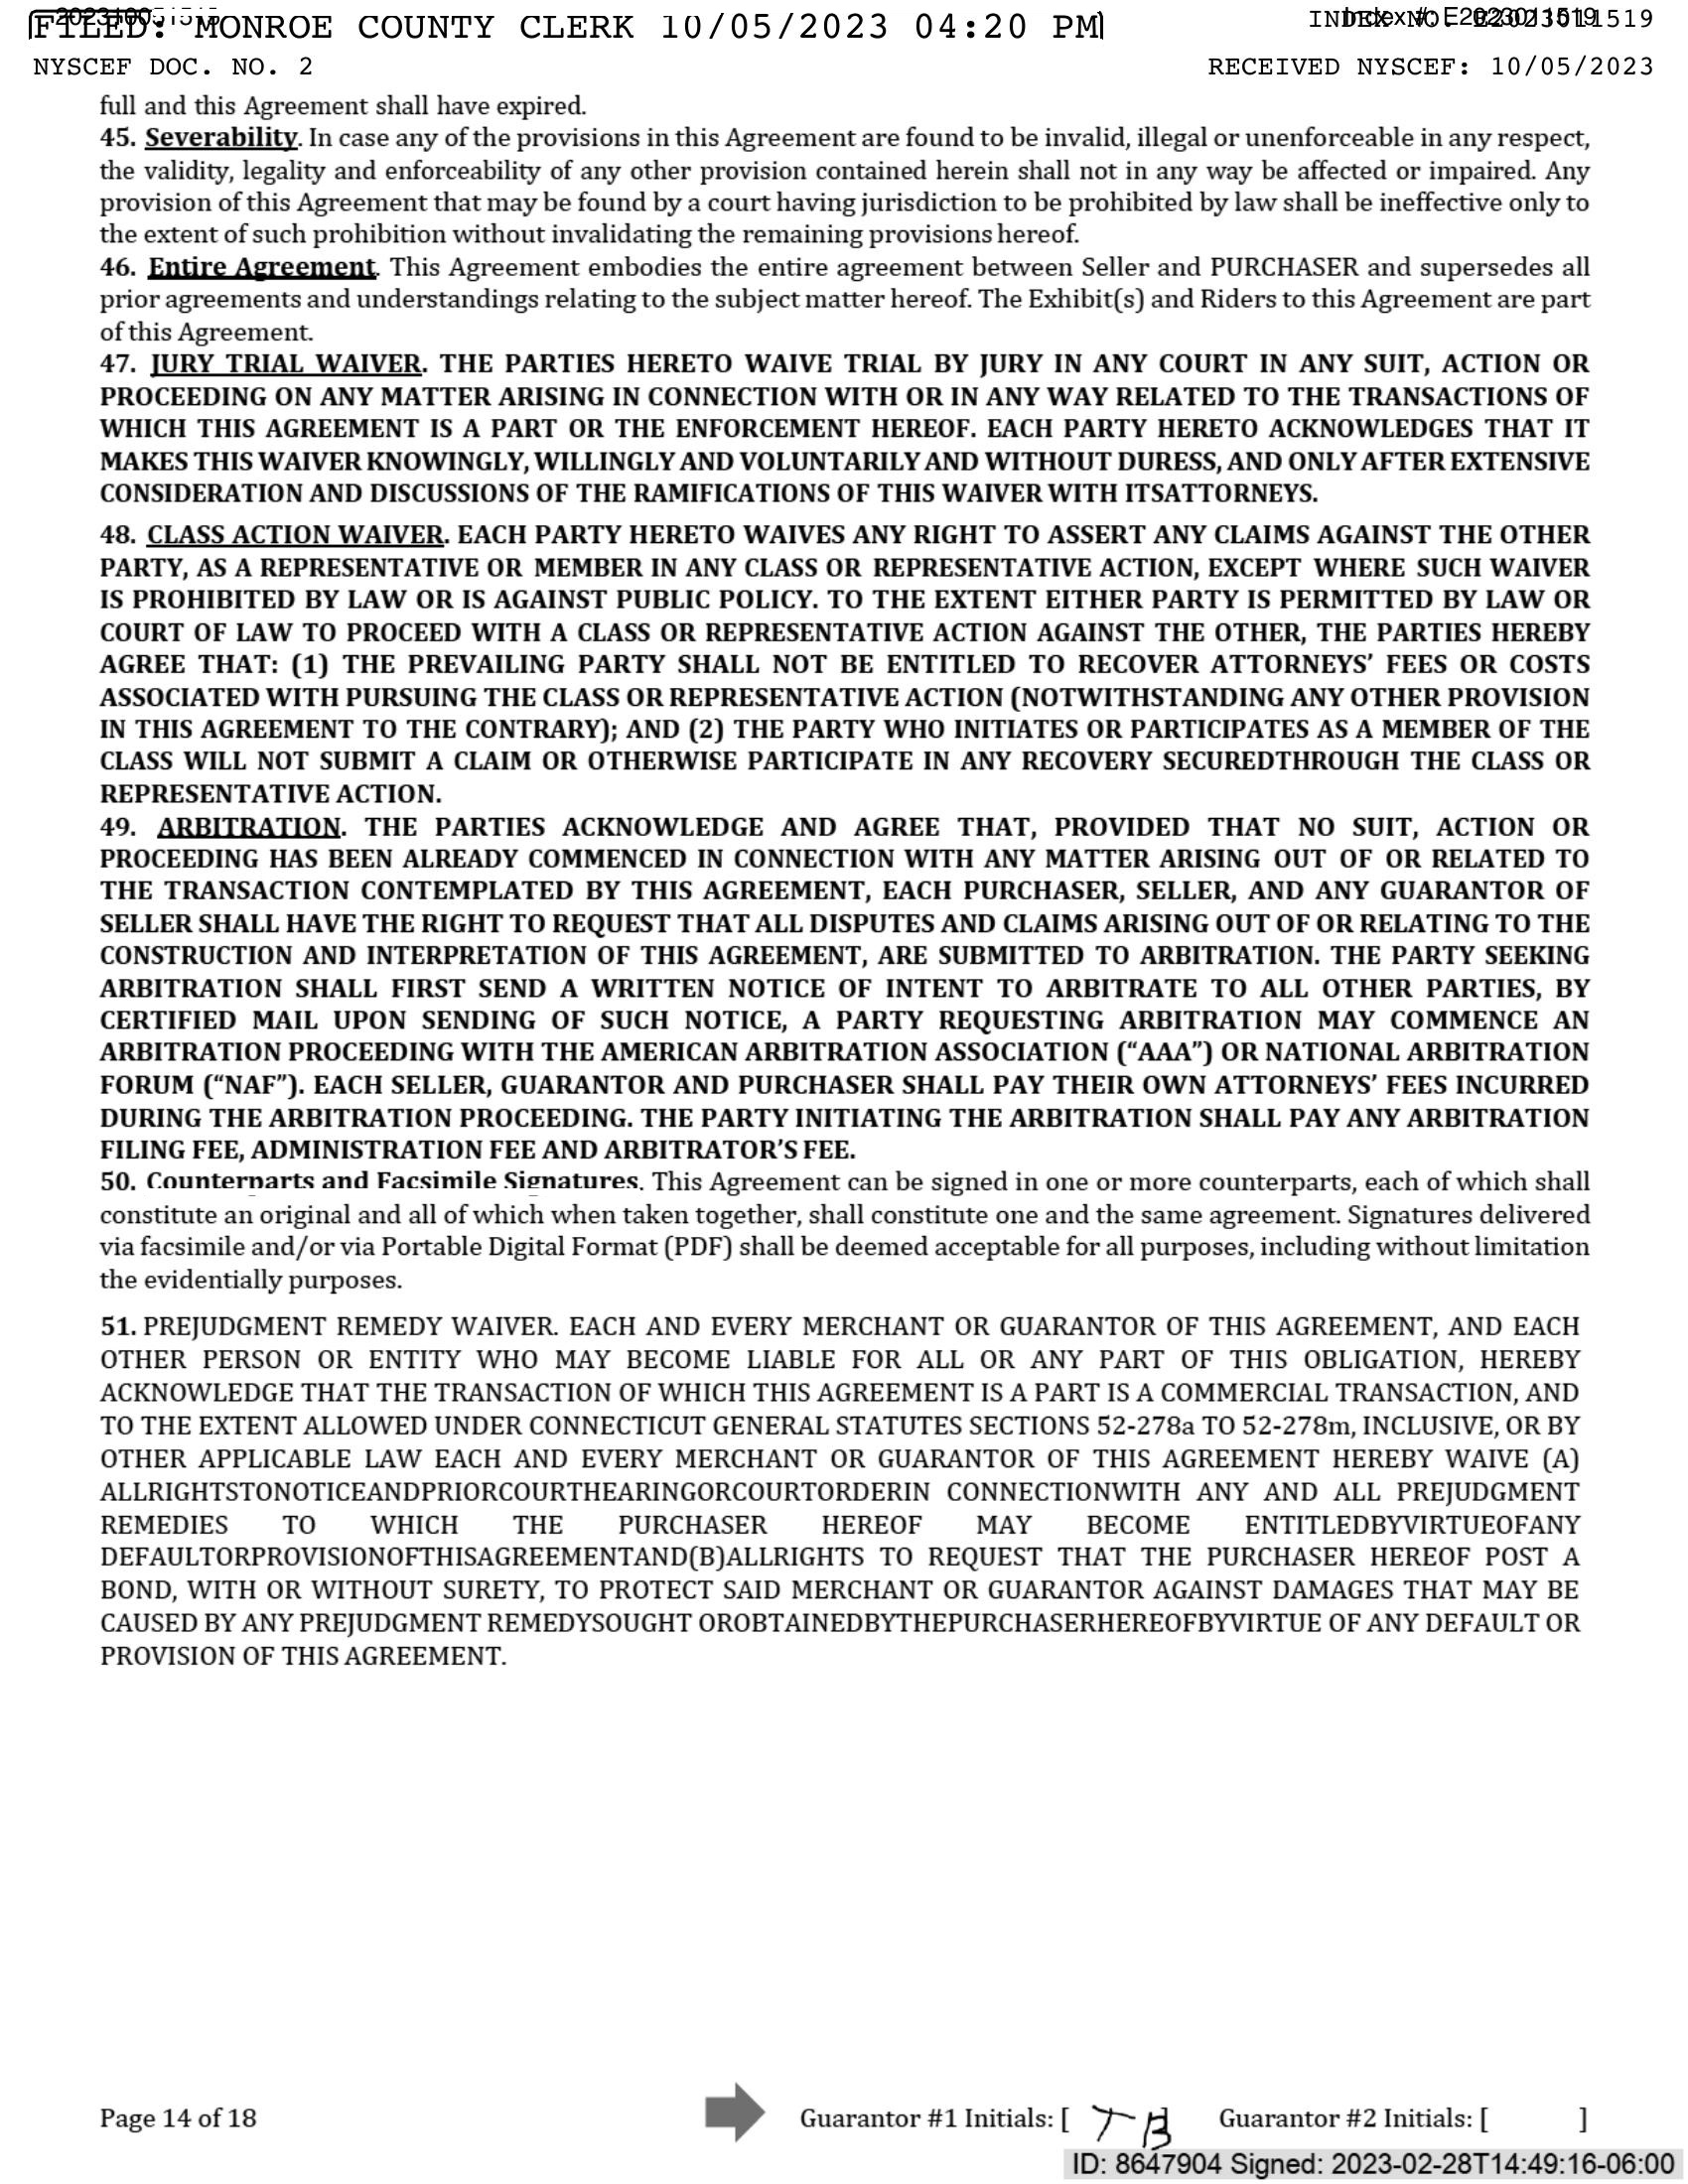 202310051515 Index #: E2023011519
FILED: MONROE COUNTY CLERK 10/05/2023 04:20 PM INDEX NO. E2023011519
NYSCEF DOC. NO. 2 RECEIVED NYSCEF: 10/05/2023
full and this Agreement shall have expired.
45. Severability. In case any of the provisions in this Agreement are found to be invalid, illegal or unenforceable in any respect,
the validity, legality and enforceability of any other provision contained herein shall not in any way be affected or impaired. Any
provision of this Agreement that may be found by a court having jurisdiction to be prohibited by law shall be ineffective only to
the extent of such prohibition without invalidating the remaining provisions hereof.
46. Entire Agreement. This Agreement embodies the entire agreement between Seller and PURCHASER and supersedes all
prior agreements and understandings relating to the subject matter hereof. The Exhibit(s) and Riders to this Agreement are part
of this Agreement.
47. JURY TRIAL WAIVER. THE PARTIES HERETO WAIVE TRIAL BY JURY IN ANY COURT IN ANY SUIT, ACTION OR
PROCEEDING ON ANY MATTER ARISING IN CONNECTION WITH OR IN ANY WAY RELATED TO THE TRANSACTIONS OF
WHICH THIS AGREEMENT IS A PART OR THE ENFORCEMENT HEREOF. EACH PARTY HERETO ACKNOWLEDGES THAT IT
MAKES THIS WAIVER KNOWINGLY, WILLINGLY AND VOLUNTARILY AND WITHOUT DURESS, AND ONLY AFTER EXTENSIVE
CONSIDERATION AND DISCUSSIONS OF THE RAMIFICATIONS OF THIS WAIVER WITH ITSATTORNEYS.
48. CLASS ACTION WAIVER. EACH PARTY HERETO WAIVES ANY RIGHT TO ASSERT ANY CLAIMS AGAINST THE OTHER
PARTY, AS A REPRESENTATIVE OR MEMBER IN ANY CLASS OR REPRESENTATIVE ACTION, EXCEPT WHERE SUCH WAIVER
IS PROHIBITED BY LAW OR IS AGAINST PUBLIC POLICY. TO THE EXTENT EITHER PARTY IS PERMITTED BY LAW OR
COURT OF LAW TO PROCEED WITH A CLASS OR REPRESENTATIVE ACTION AGAINST THE OTHER, THE PARTIES HEREBY
AGREE THAT: (1) THE PREVAILING PARTY SHALL NOT BE ENTITLED TO RECOVER ATTORNEYS’ FEES OR COSTS
ASSOCIATED WITH PURSUING THE CLASS OR REPRESENTATIVE ACTION (NOTWITHSTANDING ANY OTHER PROVISION
IN THIS AGREEMENT TO THE CONTRARY); AND (2) THE PARTY WHO INITIATES OR PARTICIPATES AS A MEMBER OF THE
CLASS WILL NOT SUBMIT A CLAIM OR OTHERWISE PARTICIPATE IN ANY RECOVERY SECUREDTHROUGH THE CLASS OR
REPRESENTATIVE ACTION.
49. ARBITRATION. THE PARTIES ACKNOWLEDGE AND AGREE THAT, PROVIDED THAT NO SUIT, ACTION OR
PROCEEDING HAS BEEN ALREADY COMMENCED IN CONNECTION WITH ANY MATTER ARISING OUT OF OR RELATED TO
THE TRANSACTION CONTEMPLATED BY THIS AGREEMENT, EACH PURCHASER, SELLER, AND ANY GUARANTOR OF
SELLER SHALL HAVE THE RIGHT TO REQUEST THAT ALL DISPUTES AND CLAIMS ARISING OUT OF OR RELATING TO THE
CONSTRUCTION AND INTERPRETATION OF THIS AGREEMENT, ARE SUBMITTED TO ARBITRATION. THE PARTY SEEKING
ARBITRATION SHALL FIRST SEND A WRITTEN NOTICE OF INTENT TO ARBITRATE TO ALL OTHER PARTIES, BY
CERTIFIED MAIL UPON SENDING OF SUCH NOTICE, A PARTY REQUESTING ARBITRATION MAY COMMENCE AN
ARBITRATION PROCEEDING WITH THE AMERICAN ARBITRATION ASSOCIATION (“AAA”) OR NATIONAL ARBITRATION
FORUM (“NAF”). EACH SELLER, GUARANTOR AND PURCHASER SHALL PAY THEIR OWN ATTORNEYS’ FEES INCURRED
DURING THE ARBITRATION PROCEEDING. THE PARTY INITIATING THE ARBITRATION SHALL PAY ANY ARBITRATION
FILING FEE, ADMINISTRATION FEE AND ARBITRATOR’S FEE.
50. Counterparts and Facsimile Signatures. This Agreement can be signed in one or more counterparts, each of which shall
constitute an original and all of which when taken together, shall constitute one and the same agreement. Signatures delivered
via facsimile and/or via Portable Digital Format (PDF) shall be deemed acceptable for all purposes, including without limitation
the evidentially purposes.
51. PREJUDGMENT REMEDY WAIVER. EACH AND EVERY MERCHANT OR GUARANTOR OF THIS AGREEMENT, AND EACH
OTHER PERSON OR ENTITY WHO MAY BECOME LIABLE FOR ALL OR ANY PART OF THIS OBLIGATION, HEREBY
ACKNOWLEDGE THAT THE TRANSACTION OF WHICH THIS AGREEMENT IS A PART IS A COMMERCIAL TRANSACTION, AND
TO THE EXTENT ALLOWED UNDER CONNECTICUT GENERAL STATUTES SECTIONS 52-278a TO 52-278m, INCLUSIVE, OR BY
OTHER APPLICABLE LAW EACH AND EVERY MERCHANT OR GUARANTOR OF THIS AGREEMENT HEREBY WAIVE (A)
ALLRIGHTSTONOTICEANDPRIORCOURTHEARINGORCOURTORDERIN CONNECTIONWITH ANY AND ALL PREJUDGMENT
REMEDIES TO WHICH THE PURCHASER HEREOF MAY BECOME ENTITLEDBYVIRTUEOFANY
DEFAULTORPROVISIONOFTHISAGREEMENTAND(B)ALLRIGHTS TO REQUEST THAT THE PURCHASER HEREOF POST A
BOND, WITH OR WITHOUT SURETY, TO PROTECT SAID MERCHANT OR GUARANTOR AGAINST DAMAGES THAT MAY BE
CAUSED BY ANY PREJUDGMENT REMEDYSOUGHT OROBTAINEDBYTHEPURCHASERHEREOFBYVIRTUE OF ANY DEFAULT OR
PROVISION OF THIS AGREEMENT.
Page 14 of 18 Guarantor #1 Initials: [ TB ] Guarantor #2 Initials: [ ]
ID: 8647904 Signed: 2023-02-28T14:49:16-06:00